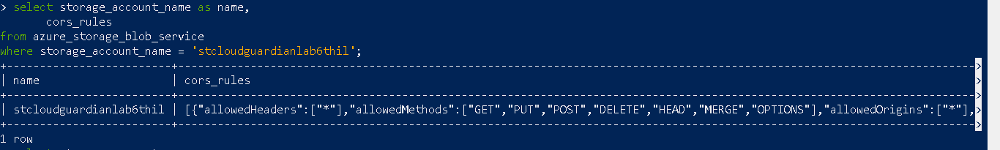 > select storage_account_name as name,
cors_rules
from azure_storage_blob_service
where storage_account_name = 'stcloudguardianlab6thil';
+------------------------+------------------------------------------------------------------------------------------------------------------------>
| name | cors_rules >
+------------------------+------------------------------------------------------------------------------------------------------------------------>
| stcloudguardianlab6thil | [{"allowedHeaders":["*"],"allowedMethods":["GET","PUT","POST","DELETE","HEAD","MERGE","OPTIONS"],"allowedOrigins":["*"],>
+------------------------+------------------------------------------------------------------------------------------------------------------------>
1 row